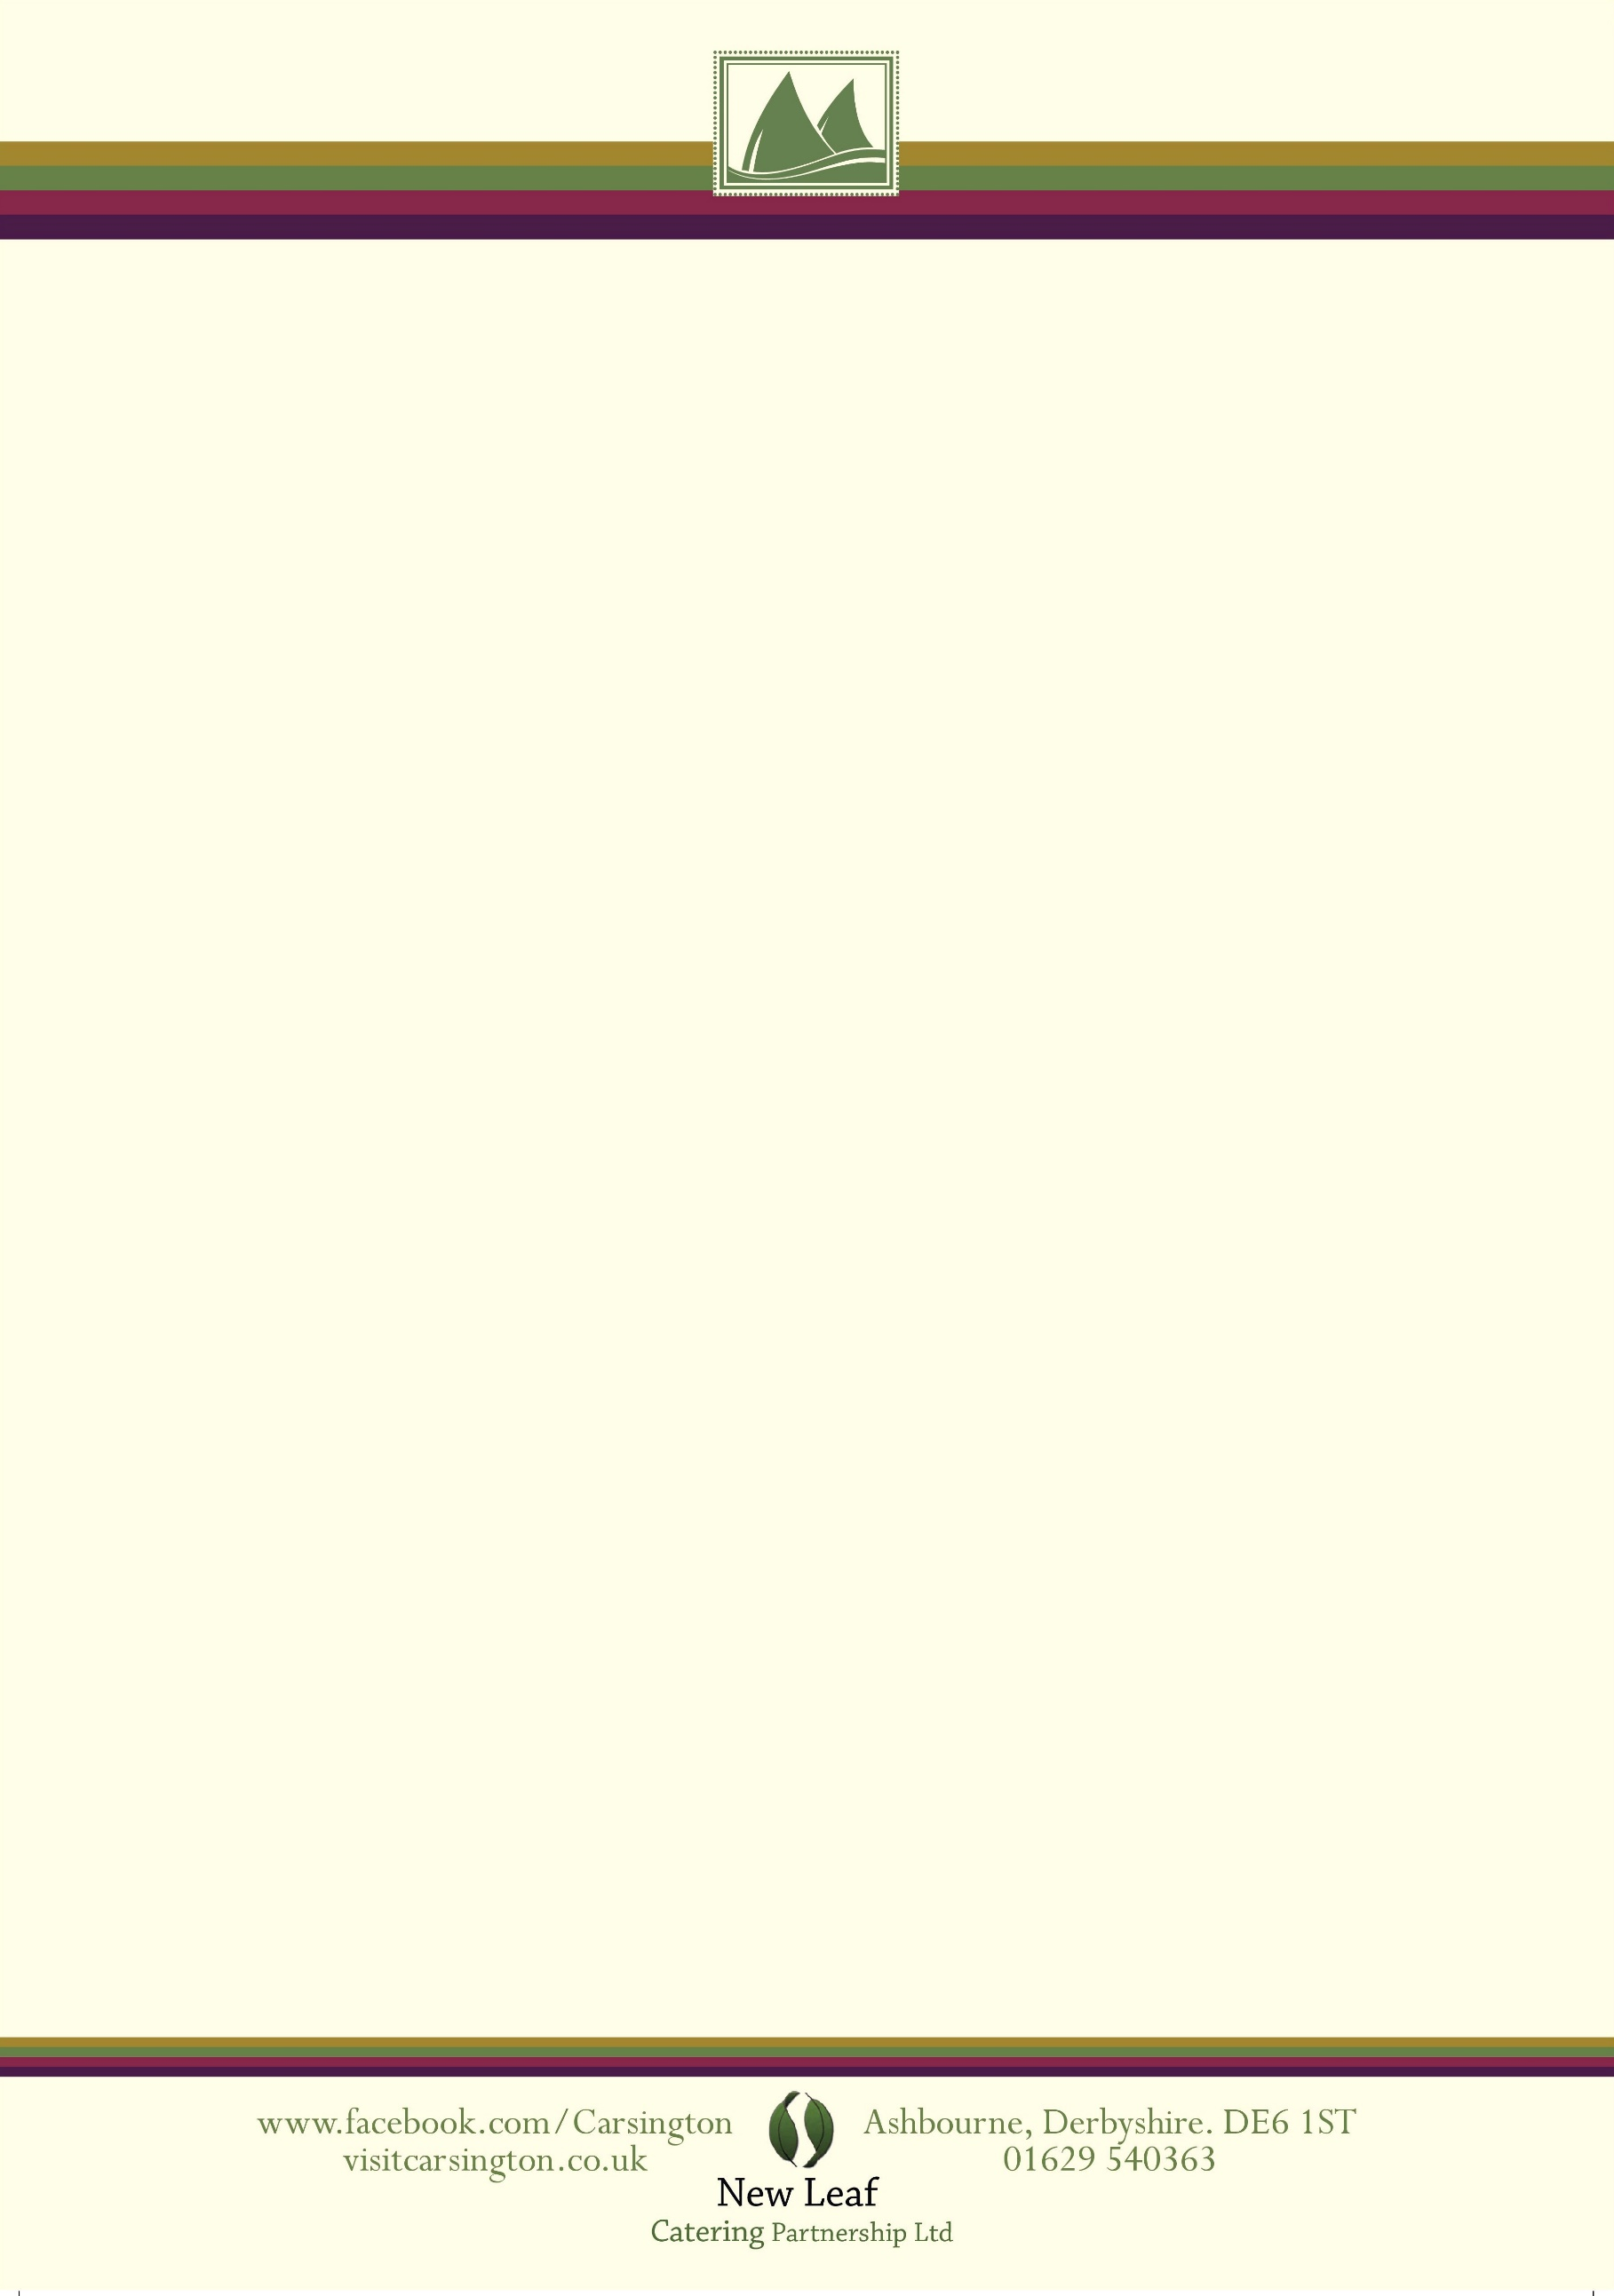 www.facebook.com/Carsington
visitcarsington.co.uk
Ashbourne, Derbyshire. DE6 1ST
01629 540363
New Leaf
Catering Partnership Ltd